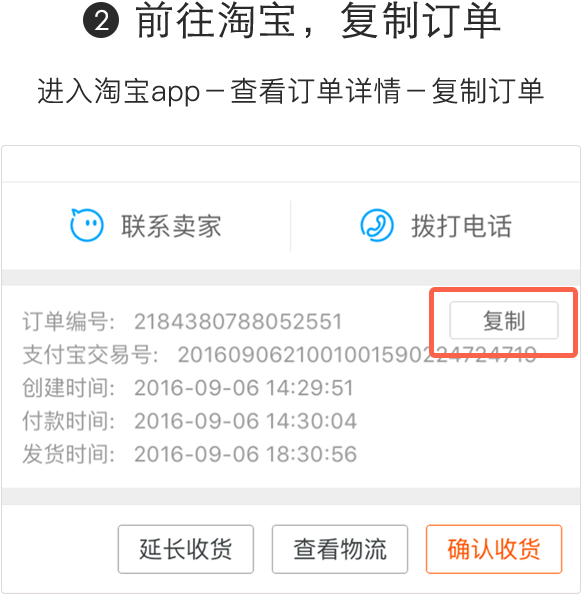 2 前往淘宝，复制订单
进入淘宝app－查看订单详情－复制订单
联系卖家 拨打电话
订单编号: 2184380788052551 复制
支付宝交易号: 2016090621001001590224724719
创建时间: 2016-09-06 14:29:51
付款时间: 2016-09-06 14:30:04
发货时间: 2016-09-06 18:30:56
延长收货 查看物流 确认收货